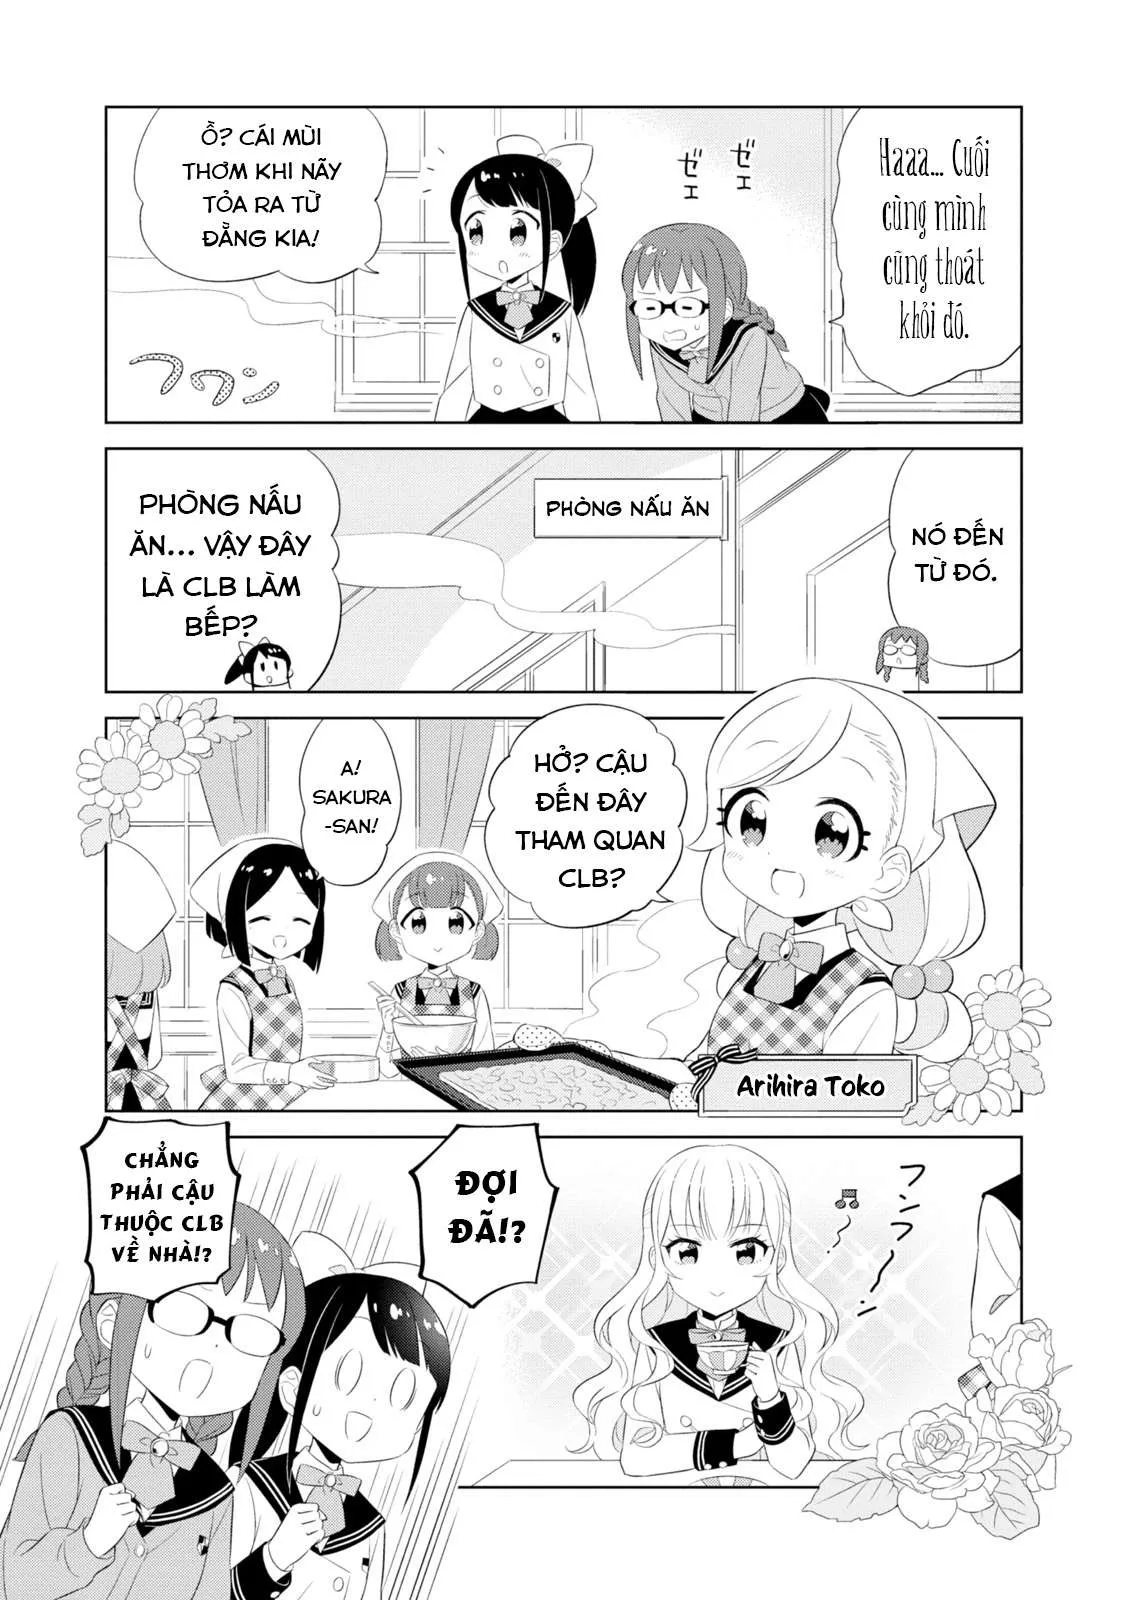 Haaa... Cuối
cùng mình
cũng thoát
khỏi đó.
ゼェ
ゼェ
Ồ? CÁI MÙI
THƠM KHI NÃY
TỎA RA TỪ
ĐẰNG KIA!
フワン
NÓ ĐẾN
TỪ ĐÓ.
PHÒNG NẤU ĂN
PHÒNG NẤU
ĂN... VẬY ĐÂY
LÀ CLB LÀM
BẾP?
HỞ? CẬU
ĐẾN ĐÂY
THAM QUAN
CLB?
A!
SAKURA
-SAN!
Arihira Toko
フンフン
ĐỢI
ĐÃ!?
CHẲNG
PHẢI CẬU
THUỘC CLB
VỀ NHÀ!?